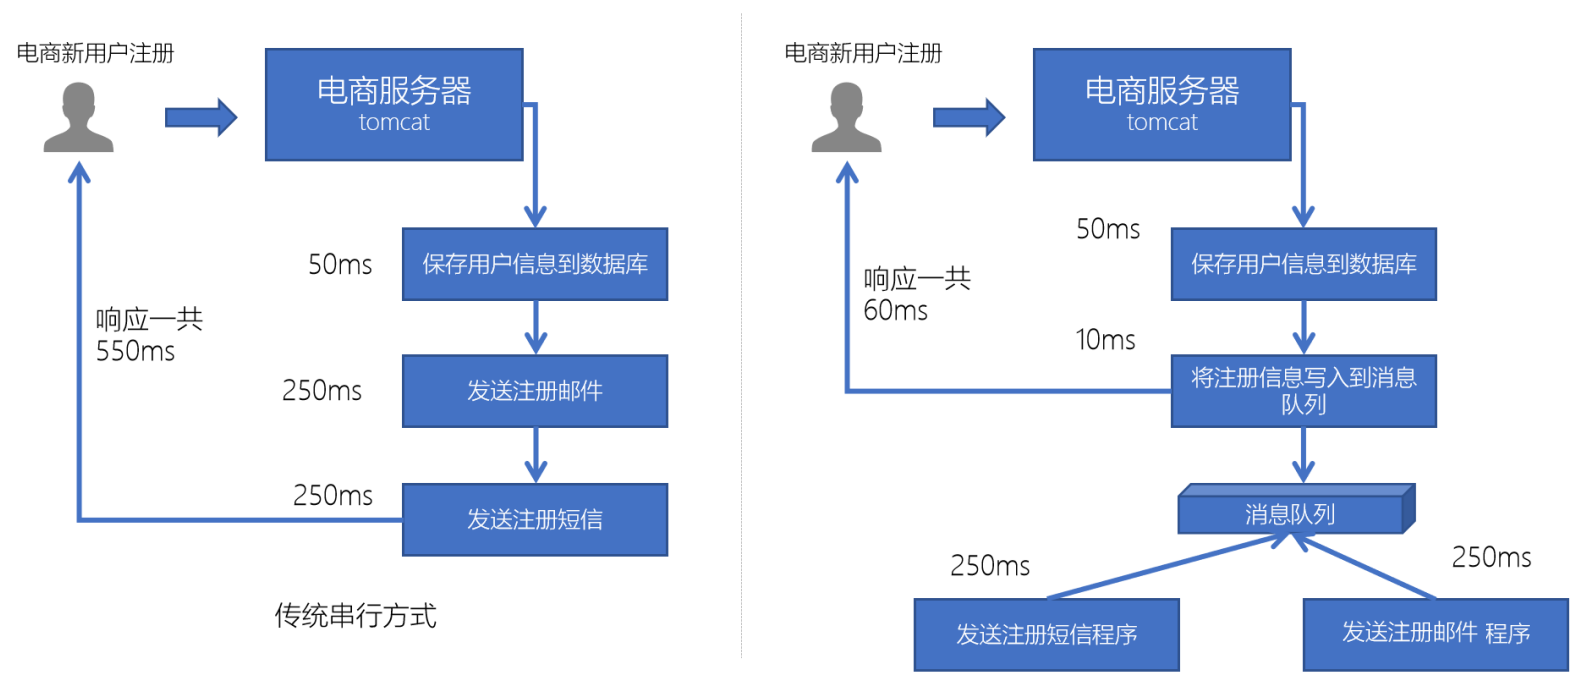 电商新用户注册
电商服务器
tomcat
50ms
保存用户信息到数据库
响应一共
550ms
250ms
发送注册邮件
250ms
发送注册短信
传统串行方式
电商新用户注册
电商服务器
tomcat
50ms
保存用户信息到数据库
响应一共
60ms
10ms
将注册信息写入到消息
队列
消息队列
250ms
250ms
发送注册短信程序
发送注册邮件 程序